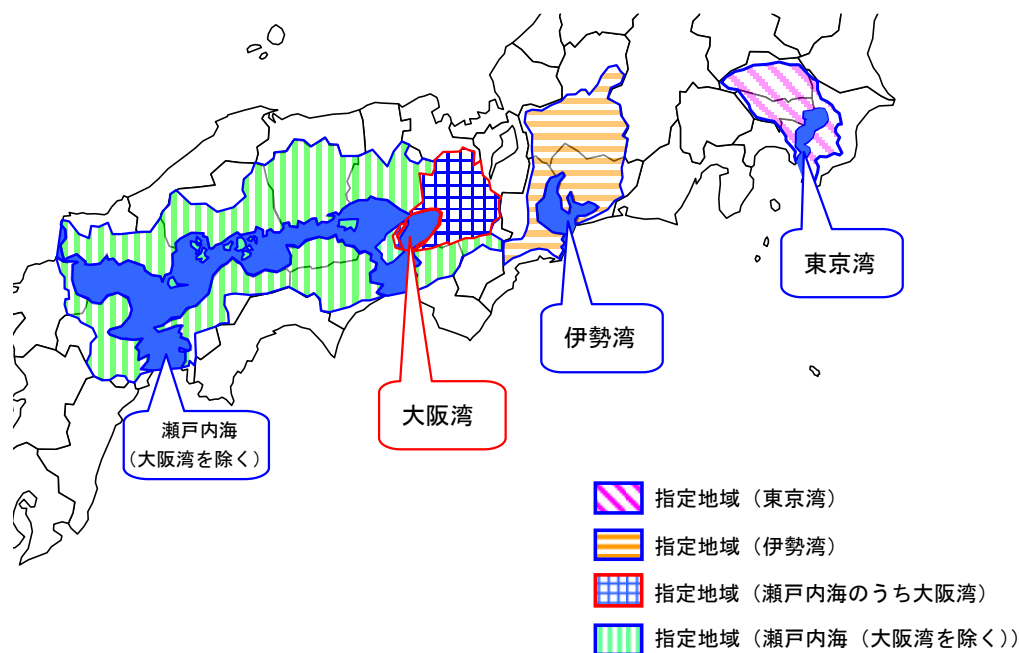 東京湾
伊勢湾
大阪湾
瀬戸内海
（大阪湾を除く）
指定地域（東京湾）
指定地域（伊勢湾）
指定地域（瀬戸内海のうち大阪湾）
指定地域（瀬戸内海（大阪湾を除く））